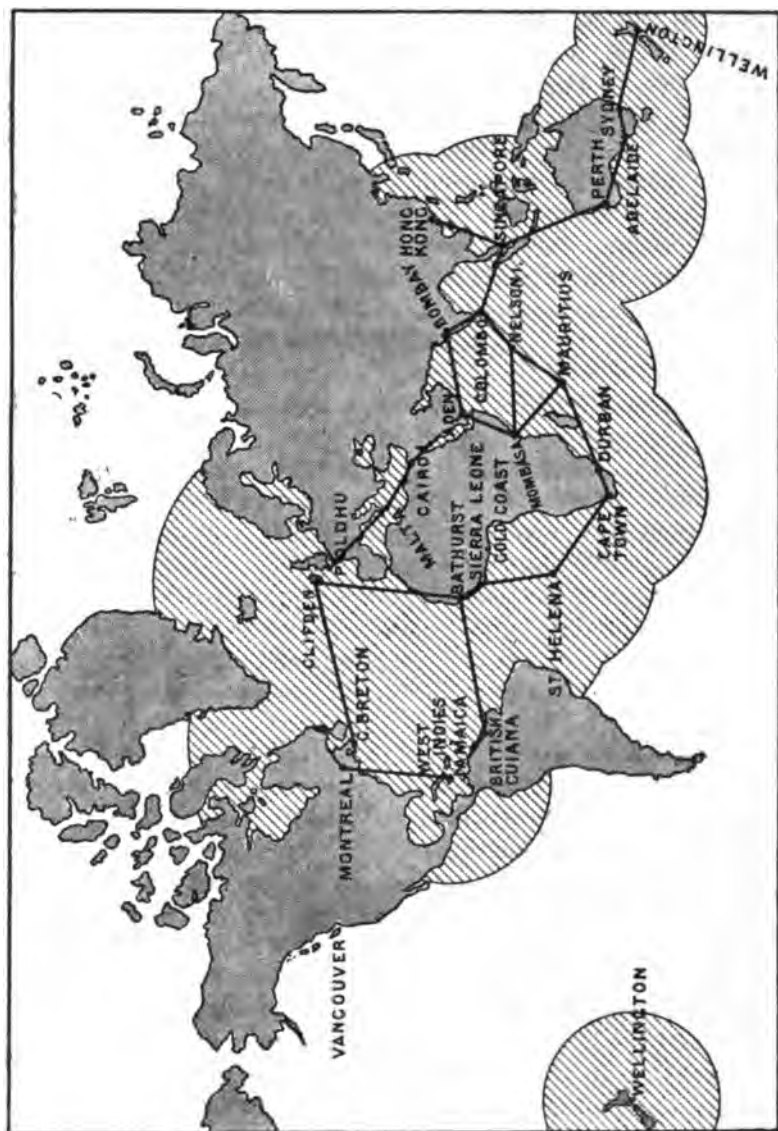 VANCOUVER
MONTREAL
C. BRETON
CLIFDEN
POLDHU
MALTA
CAIRO
ADEN
BOMBAY
HONG
KONG
WEST
INDIES
JAMAICA
BRITISH
GUIANA
BATHURST
SIERRA LEONE
GOLD COAST
MOMBASA
COLOMBO
NELSON I.
SINGAPORE
ST HELENA
CAPE
TOWN
DURBAN
MAURITIUS
PERTH
ADELAIDE
SYDNEY
WELLINGTON
WELLINGTON